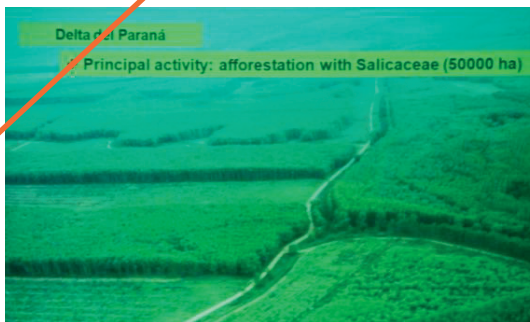 Delta del Paraná
Principal activity: afforestation with Salicaceae (50000 ha)